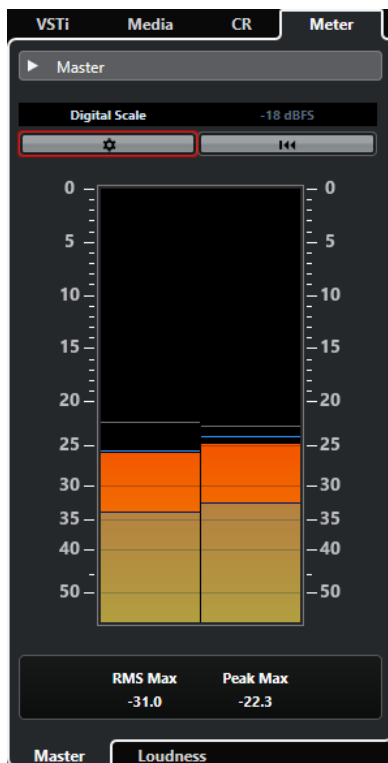 VSTi Media CR Meter
Master
Digital Scale -18 dBFS
0 0
5 5
10 10
15 15
20 20
25 25
30 30
35 35
40 40
50 50
RMS Max Peak Max
-31.0 -22.3
Master Loudness